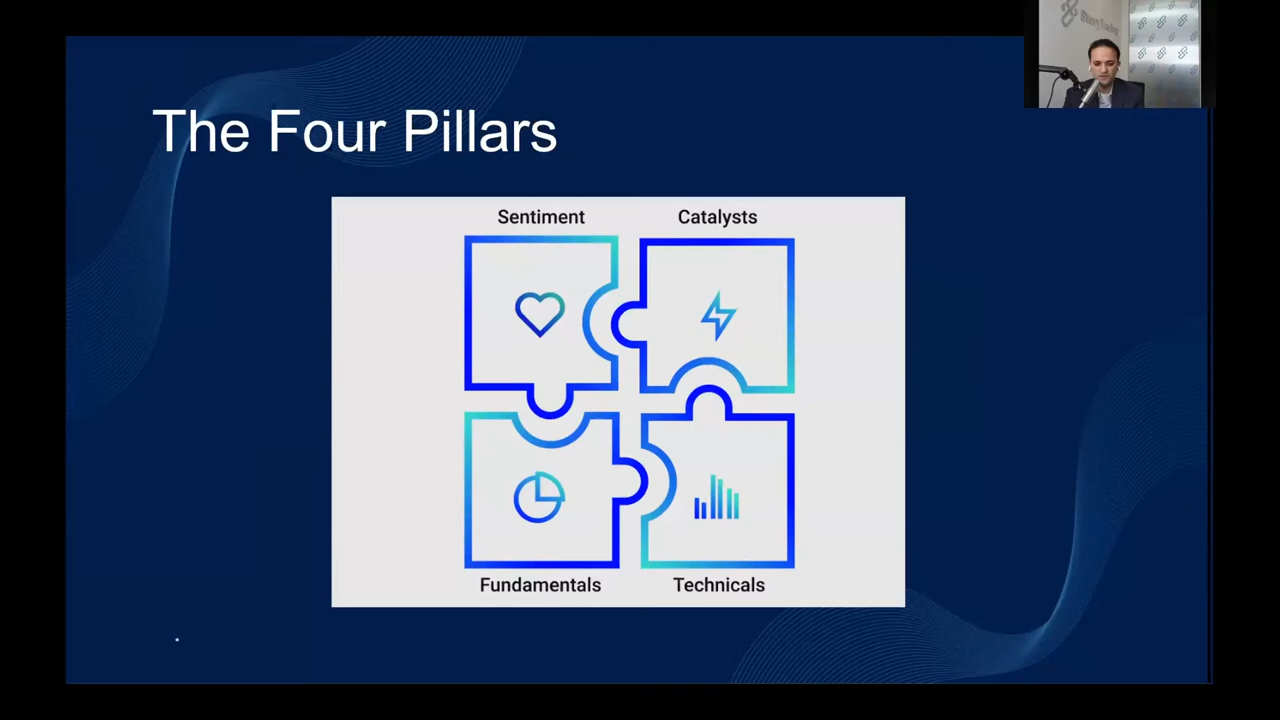 The Four Pillars
Sentiment
Catalysts
Fundamentals
Technicals